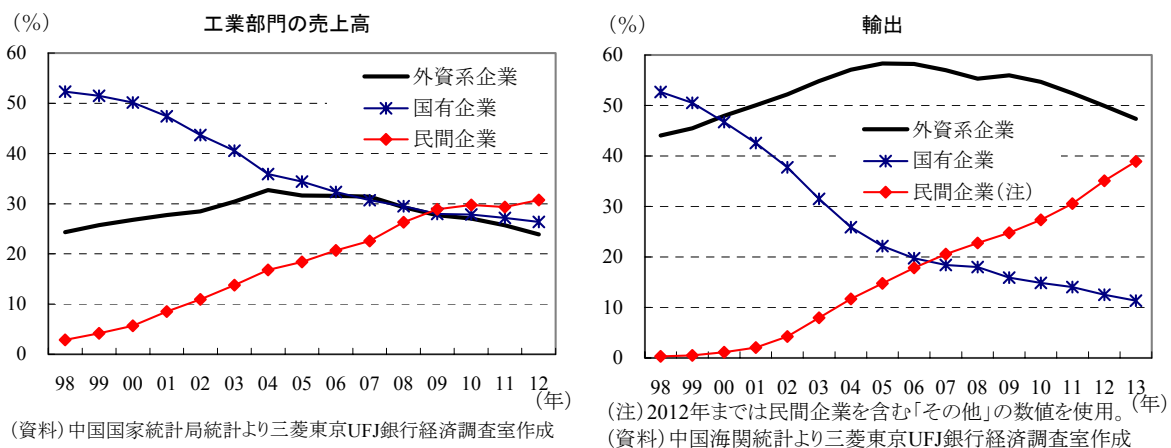 (%)
工業部門の売上高
60
50
40
30
20
10
0
外資系企業
国有企業
民間企業
98 99 00 01 02 03 04 05 06 07 08 09 10 11 12
(年)
(資料)中国国家統計局統計より三菱東京UFJ銀行経済調査室作成
(%)
輸出
60
50
40
30
20
10
0
外資系企業
国有企業
民間企業(注)
98 99 00 01 02 03 04 05 06 07 08 09 10 11 12 13
(年)
(注)2012年までは民間企業を含む「その他」の数値を使用。
(資料)中国海関統計より三菱東京UFJ銀行経済調査室作成